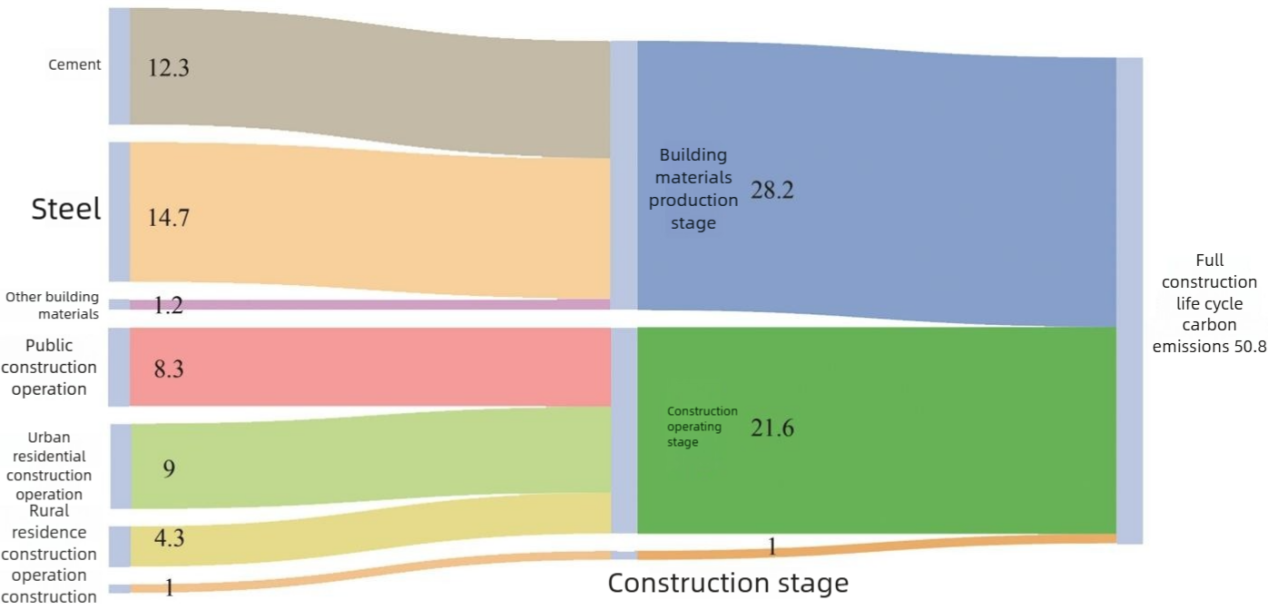 Cement
12.3
Steel
14.7
Other building
materials
1.2
Public
construction
operation
8.3
Urban
residential
construction
operation
9
Rural
residence
construction
operation
4.3
construction
1
Building
materials
production
stage
28.2
Construction
operating
stage
21.6
1
Construction stage
Full
construction
life cycle
carbon
emissions 50.8